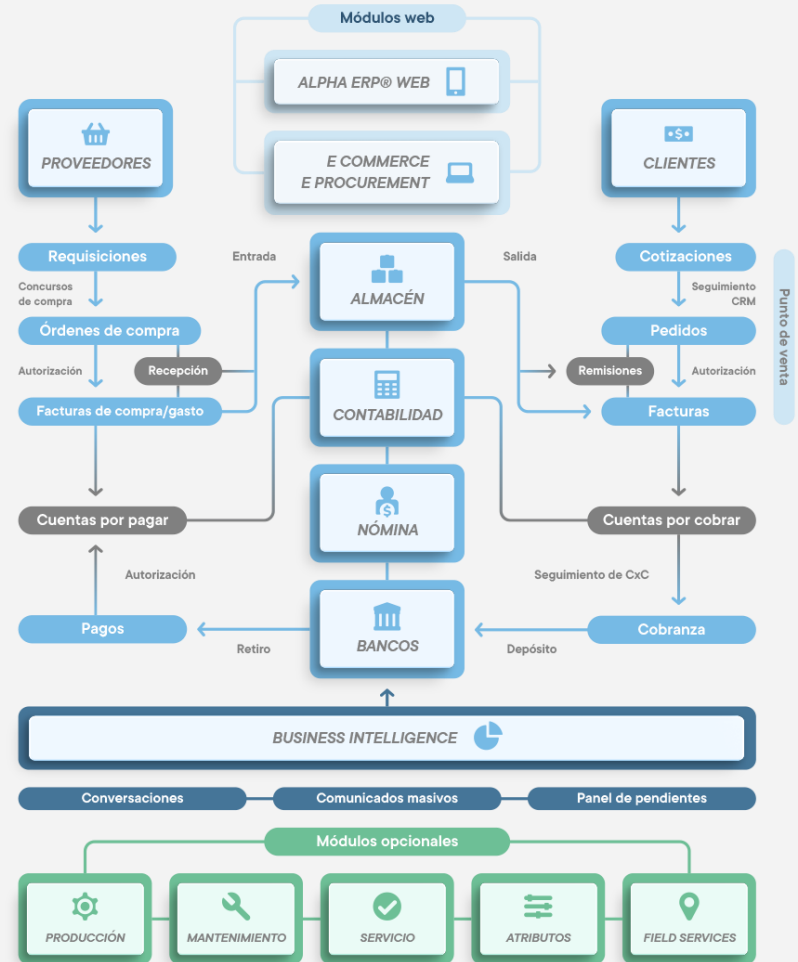 Módulos web
ALPHA ERP® WEB
E COMMERCE
E PROCUREMENT
PROVEEDORES
CLIENTES
Requisiciones
Entrada
ALMACÉN
Salida
Cotizaciones
Concursos
de compra
Seguimiento
CRM
Órdenes de compra
Pedidos
Punto de venta
Autorización
Recepción
Remisiones
Autorización
Facturas de compra/gasto
CONTABILIDAD
Facturas
Cuentas por pagar
NÓMINA
Cuentas por cobrar
Autorización
Seguimiento de CxC
Pagos
Retiro
BANCOS
Depósito
Cobranza
BUSINESS INTELLIGENCE
Conversaciones
Comunicados masivos
Panel de pendientes
Módulos opcionales
PRODUCCIÓN
MANTENIMIENTO
SERVICIO
ATRIBUTOS
FIELD SERVICES